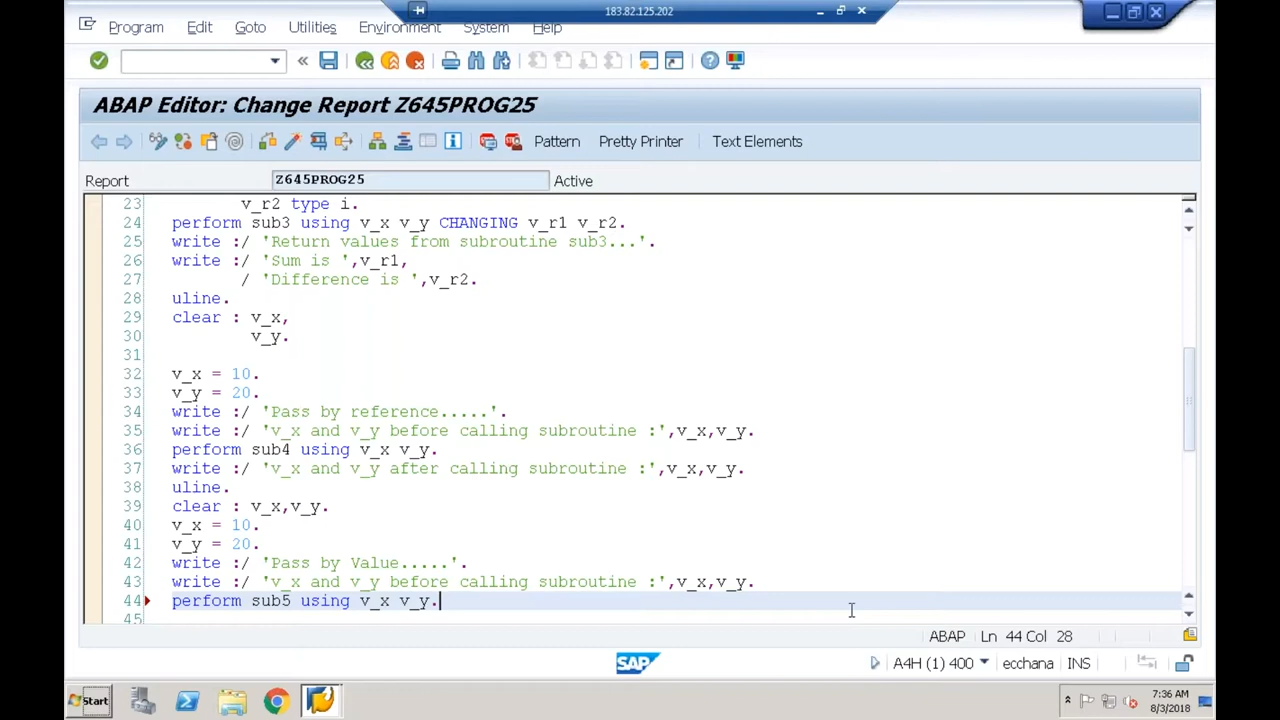 183.82.125.202
Program Edit Goto Utilities Environment System Help
ABAP Editor: Change Report Z645PROG25
Pattern Pretty Printer Text Elements
Report Z645PROG25 Active
23 v_r2 type i.
24 perform sub3 using v_x v_y CHANGING v_r1 v_r2.
25 write :/ 'Return values from subroutine sub3...'.
26 write :/ 'Sum is ',v_r1,
27 / 'Difference is ',v_r2.
28 uline.
29 clear : v_x,
30 v_y.
31
32 v_x = 10.
33 v_y = 20.
34 write :/ 'Pass by reference.....'.
35 write :/ 'v_x and v_y before calling subroutine :',v_x,v_y.
36 perform sub4 using v_x v_y.
37 write :/ 'v_x and v_y after calling subroutine :',v_x,v_y.
38 uline.
39 clear : v_x,v_y.
40 v_x = 10.
41 v_y = 20.
42 write :/ 'Pass by Value.....'.
43 write :/ 'v_x and v_y before calling subroutine :',v_x,v_y.
44 perform sub5 using v_x v_y.
45
ABAP Ln 44 Col 28
SAP A4H (1) 400 ecchana INS
Start 7:36 AM
8/3/2018